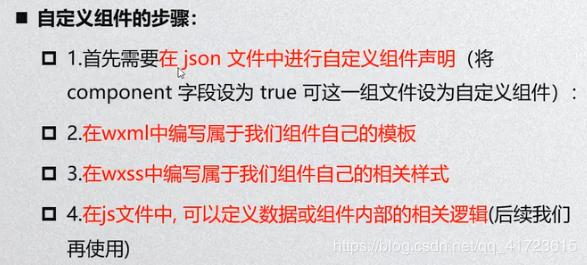 自定义组件的步骤：
1.首先需要在 json 文件中进行自定义组件声明（将
component 字段设为 true 可这一组文件设为自定义组件）：
2.在wxml中编写属于我们组件自己的模板
3.在wxss中编写属于我们组件自己的相关样式
4.在js文件中, 可以定义数据或组件内部的相关逻辑(后续我们
再使用)
https://blog.csdn.net/qq_41723615